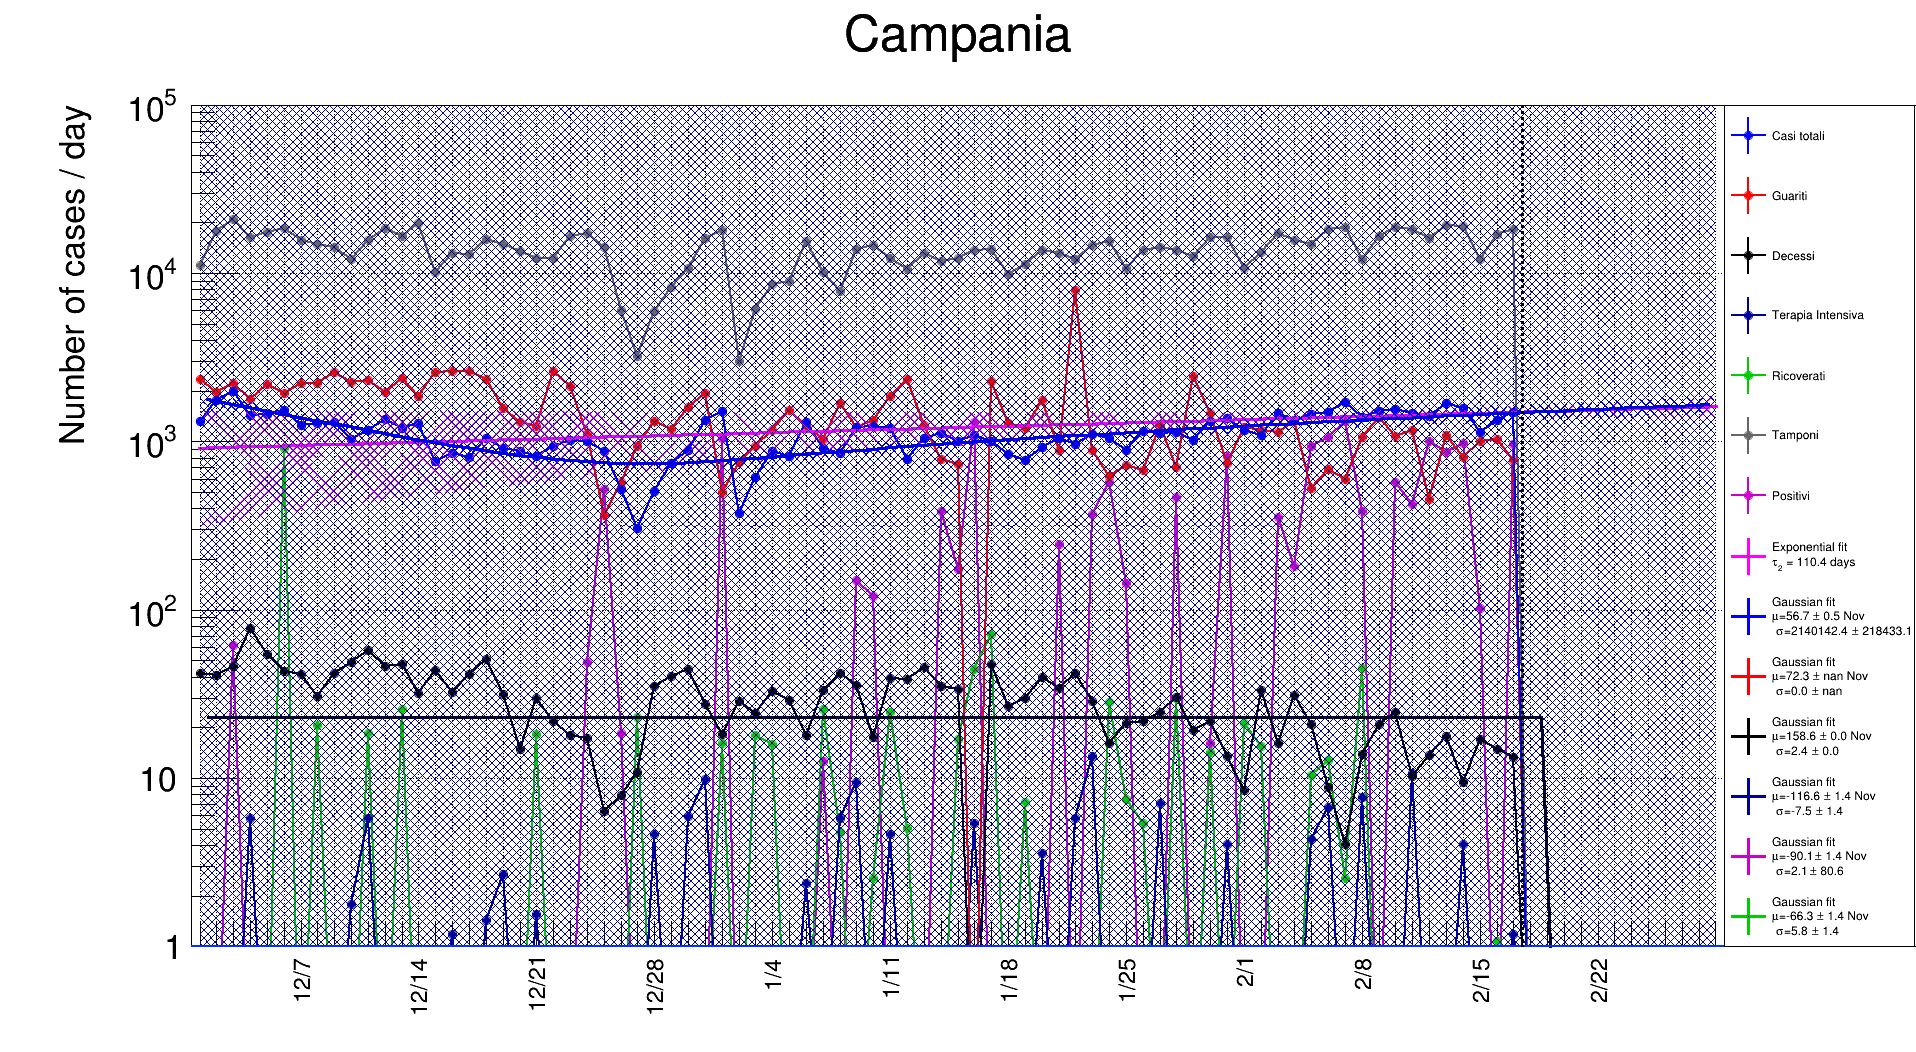 Campania
Number of cases / day
10^5
10^4
10^3
10^2
10
1
12/7
12/14
12/21
12/28
1/4
1/11
1/18
1/25
2/1
2/8
2/15
2/22
Casi totali
Guariti
Decessi
Terapia Intensiva
Ricoverati
Tamponi
Positivi
Exponential fit
τ2 = 110.4 days
Gaussian fit
μ=56.7 ± 0.5 Nov
σ=2140142.4 ± 218433.1
Gaussian fit
μ=72.3 ± nan Nov
σ=0.0 ± nan
Gaussian fit
μ=158.6 ± 0.0 Nov
σ=2.4 ± 0.0
Gaussian fit
μ=-116.6 ± 1.4 Nov
σ=-7.5 ± 1.4
Gaussian fit
μ=-90.1 ± 1.4 Nov
σ=2.1 ± 80.6
Gaussian fit
μ=-66.3 ± 1.4 Nov
σ=5.8 ± 1.4